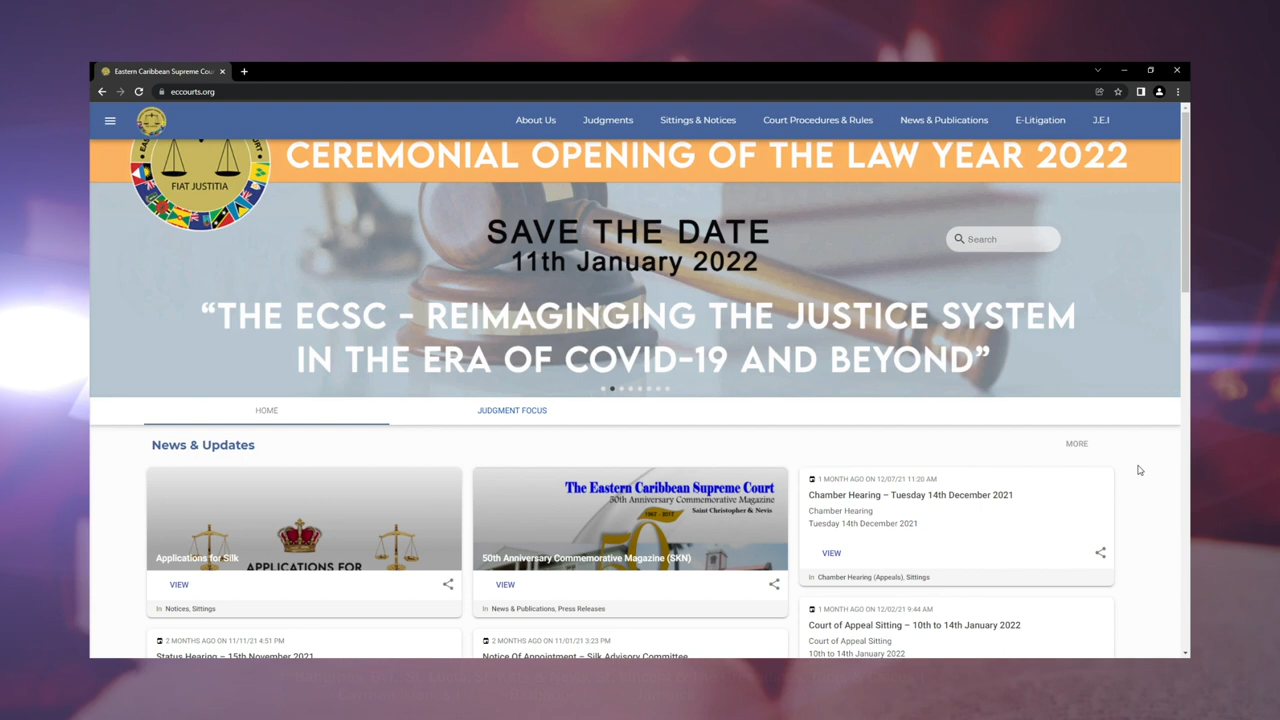 Eastern Caribbean Supreme Cou
eccourts.org
About Us
Judgments
Sittings & Notices
Court Procedures & Rules
News & Publications
E-Litigation
J.E.I
FIAT JUSTITIA
CEREMONIAL OPENING OF THE LAW YEAR 2022
SAVE THE DATE
11th January 2022
Search
“THE ECSC - REIMAGINGING THE JUSTICE SYSTEM
IN THE ERA OF COVID-19 AND BEYOND”
HOME
JUDGMENT FOCUS
News & Updates
MORE
Applications for Silk
APPLICATIONS FOR
VIEW
In Notices, Sittings
The Eastern Caribbean Supreme Court
50th Anniversary Commemorative Magazine
Saint Christopher & Nevis
1967 - 2017
50
50th Anniversary Commemorative Magazine (SKN)
VIEW
In News & Publications, Press Releases
1 MONTH AGO ON 12/07/21 11:20 AM
Chamber Hearing – Tuesday 14th December 2021
Chamber Hearing
Tuesday 14th December 2021
VIEW
In Chamber Hearing (Appeals), Sittings
2 MONTHS AGO ON 11/11/21 4:51 PM
Status Hearing – 15th November 2021
2 MONTHS AGO ON 11/01/21 3:23 PM
Notice Of Appointment – Silk Advisory Committee
1 MONTH AGO ON 12/02/21 9:44 AM
Court of Appeal Sitting – 10th to 14th January 2022
Court of Appeal Sitting
10th to 14th January 2022